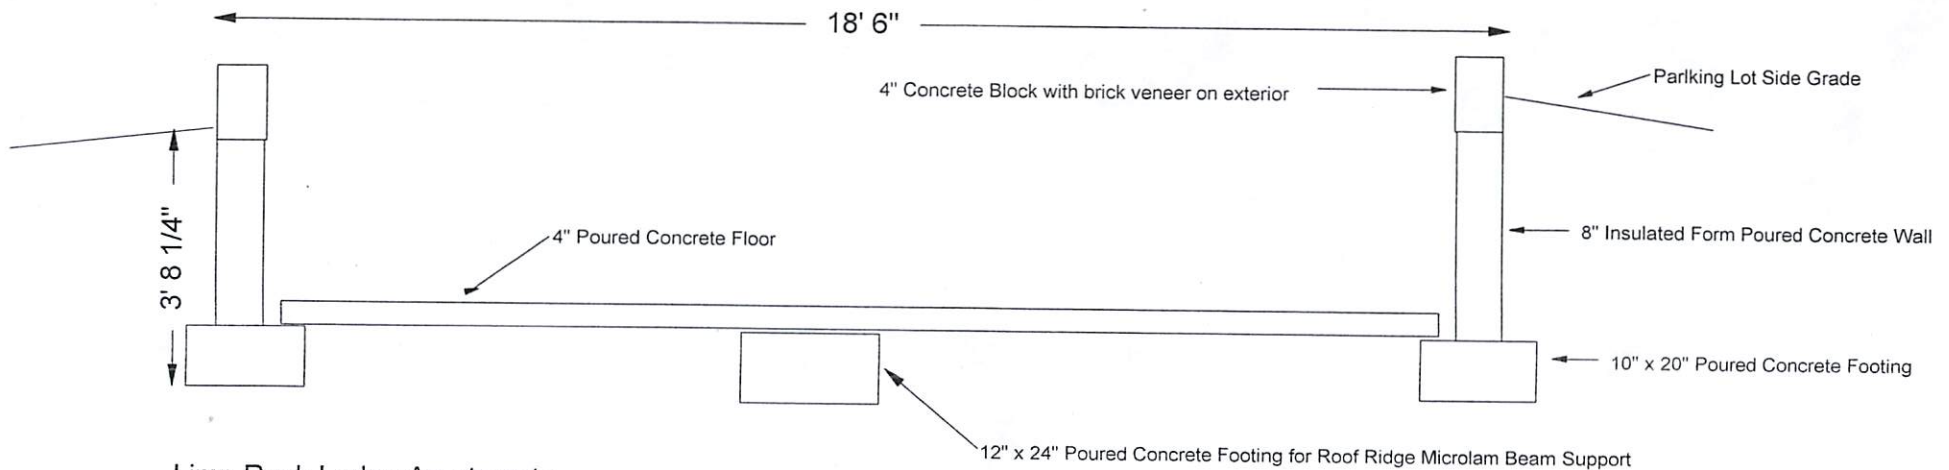 18' 6"
4" Concrete Block with brick veneer on exterior
Parlking Lot Side Grade
3' 8 1/4"
4" Poured Concrete Floor
8" Insulated Form Poured Concrete Wall
10" x 20" Poured Concrete Footing
12" x 24" Poured Concrete Footing for Roof Ridge Microlam Beam Support